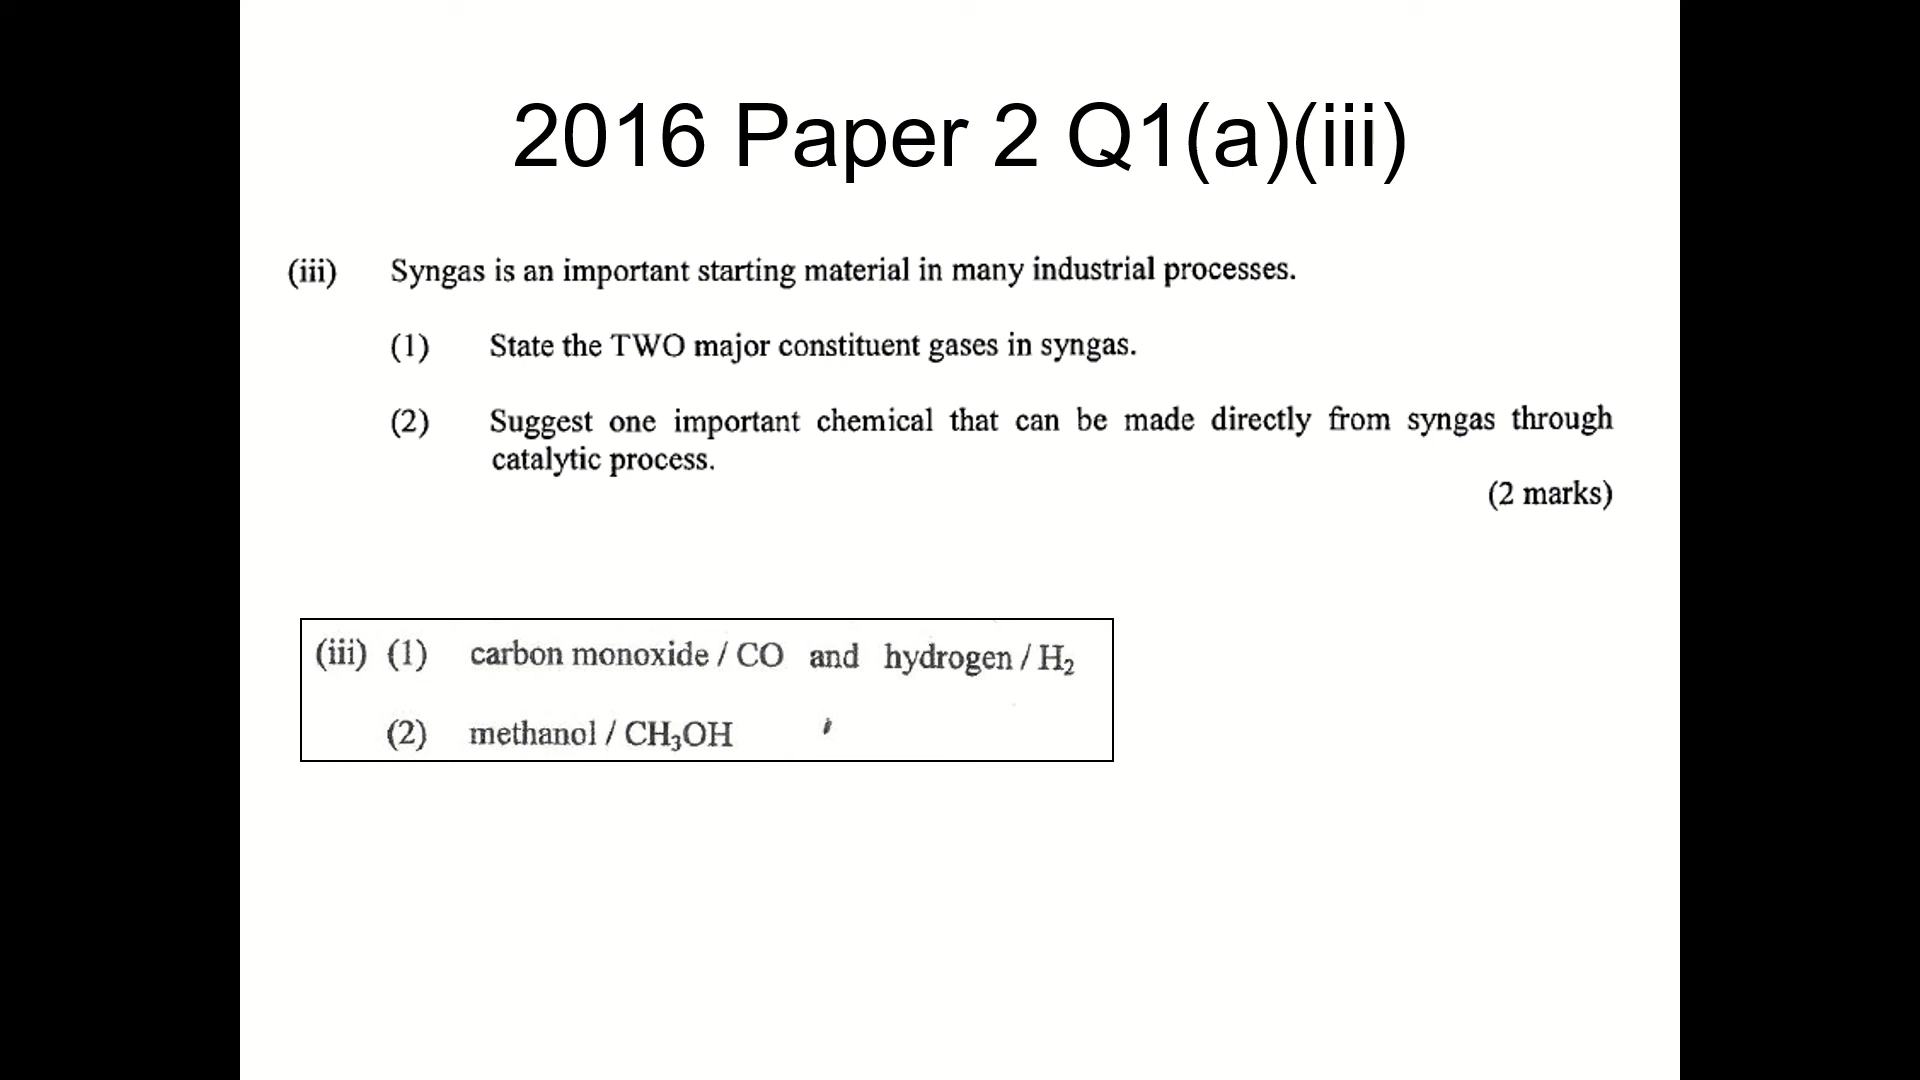 2016 Paper 2 Q1(a)(iii)
(iii) Syngas is an important starting material in many industrial processes.
(1) State the TWO major constituent gases in syngas.
(2) Suggest one important chemical that can be made directly from syngas through
catalytic process.
(2 marks)
(iii) (1) carbon monoxide / CO and hydrogen / H₂
(2) methanol / CH₃OH